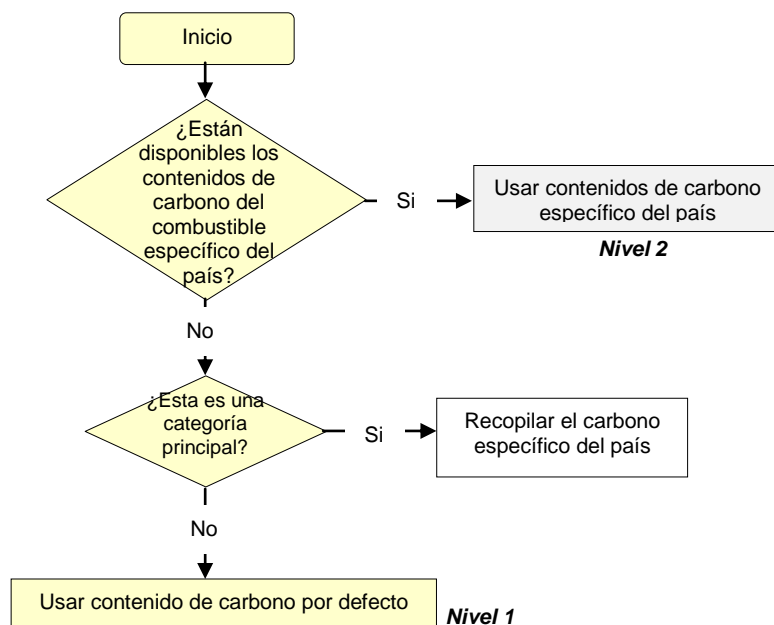 Inicio
¿Están
disponibles los
contenidos de
carbono del
combustible
específico del
país?
Si
Usar contenidos de carbono
específico del país
Nivel 2
No
¿Esta es una
categoría
principal?
Si
Recopilar el carbono
específico del país
No
Usar contenido de carbono por defecto
Nivel 1